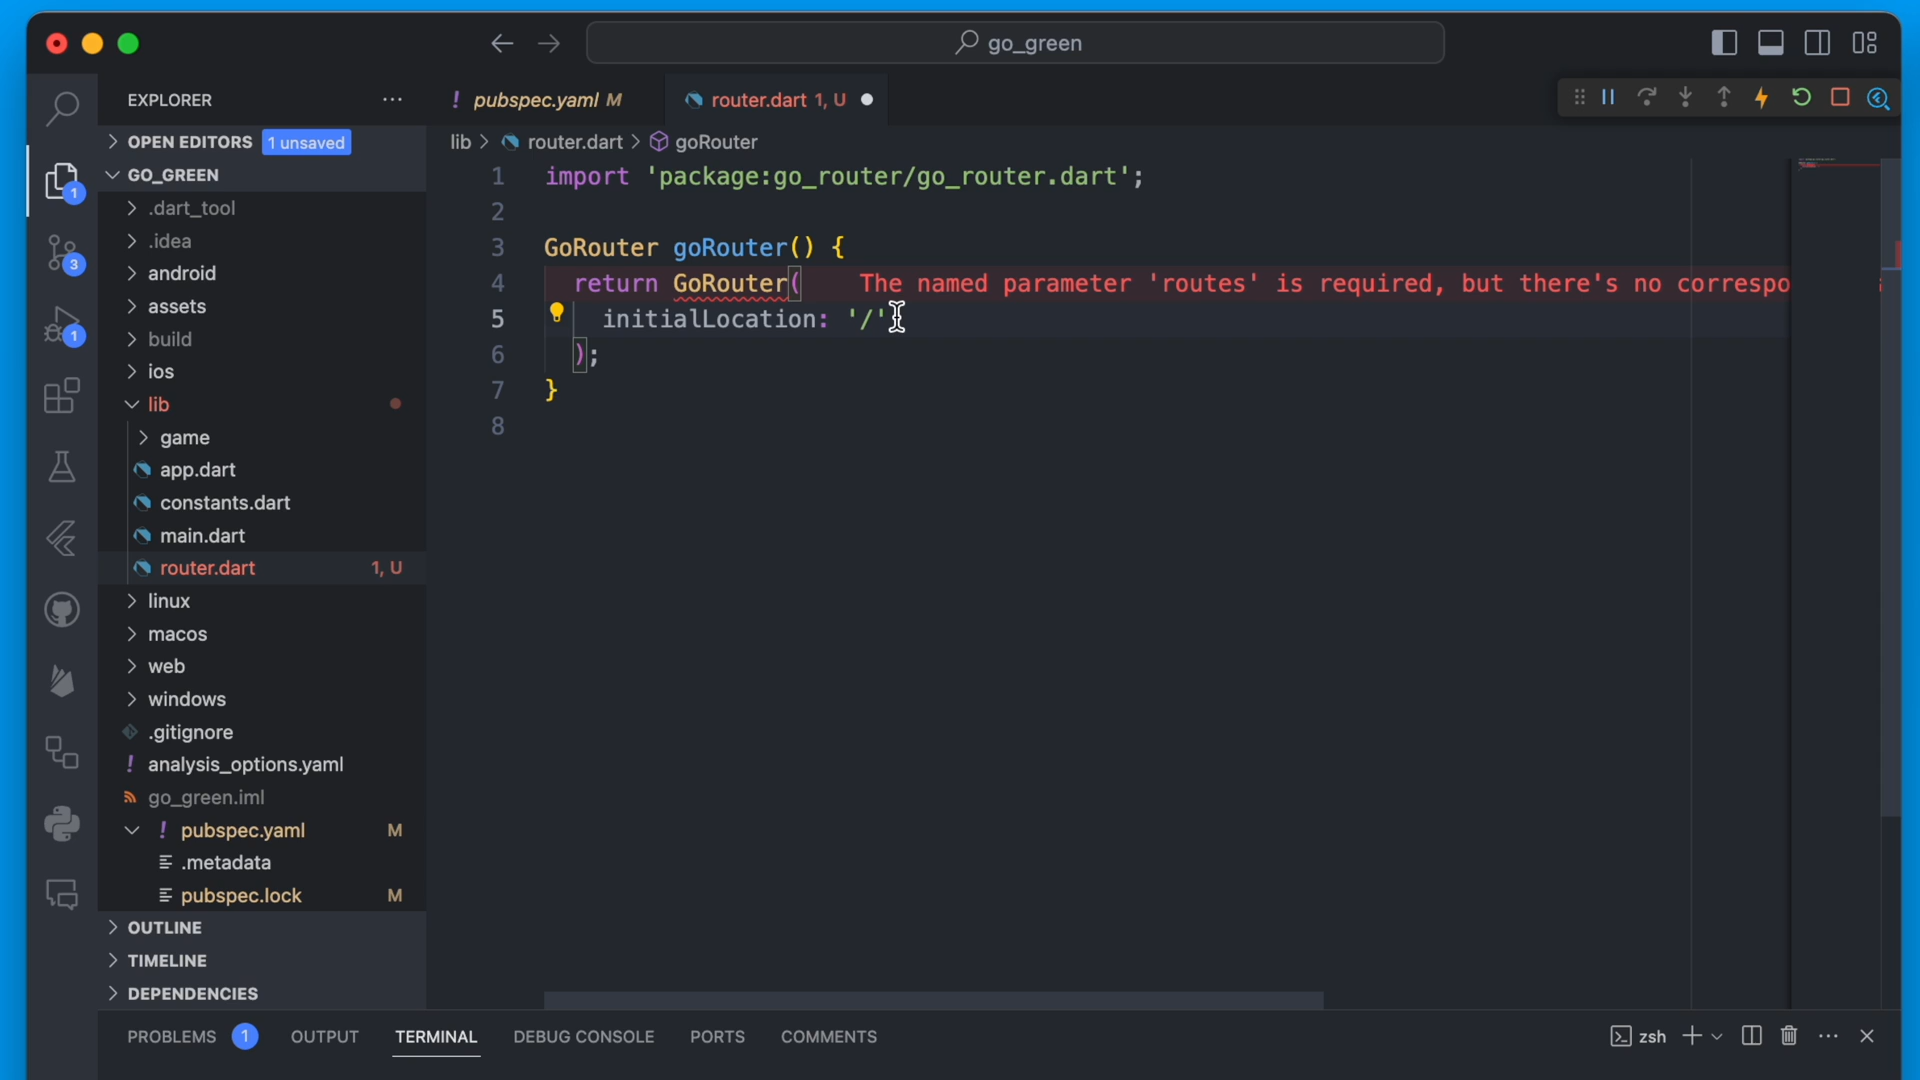 go_green
EXPLORER
OPEN EDITORS 1 unsaved
GO_GREEN
.dart_tool
.idea
android
assets
build
ios
lib
game
app.dart
constants.dart
main.dart
router.dart 1, U
linux
macos
web
windows
.gitignore
analysis_options.yaml
go_green.iml
pubspec.yaml M
.metadata
pubspec.lock M
OUTLINE
TIMELINE
DEPENDENCIES
1
3
1
! pubspec.yaml M
router.dart 1, U
lib > router.dart > goRouter
1 import 'package:go_router/go_router.dart';
2
3 GoRouter goRouter() {
4 return GoRouter( The named parameter 'routes' is required, but there's no correspo
5 initialLocation: '/'
6 );
7 }
8
PROBLEMS 1 OUTPUT TERMINAL DEBUG CONSOLE PORTS COMMENTS
zsh